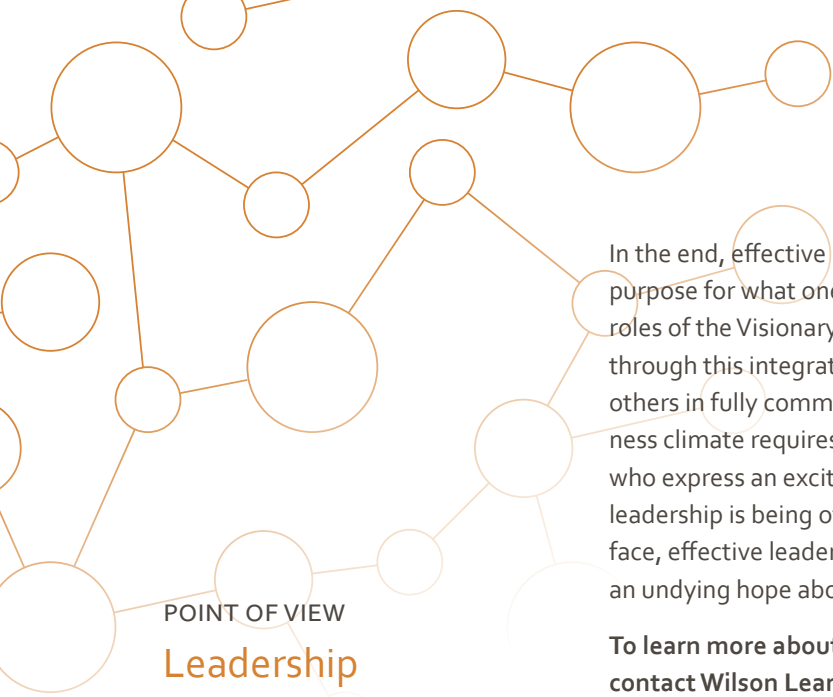 POINT OF VIEW
Leadership
In the end, effective
purpose for what one
roles of the Visionary
through this integrat
others in fully comm
ness climate requires
who express an excit
leadership is being o
face, effective leader
an undying hope abo
To learn more about
contact Wilson Lear